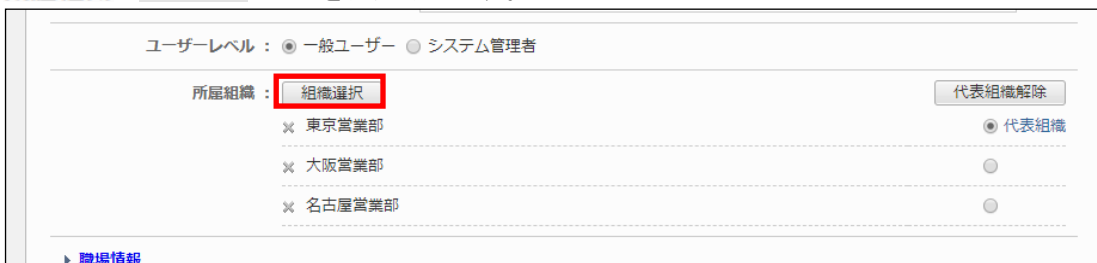 ユーザーレベル : 一般ユーザー システム管理者
所屋組織 : 組織選択 代表組織解除
東京営業部 代表組織
大阪営業部
名古屋営業部
職場情報